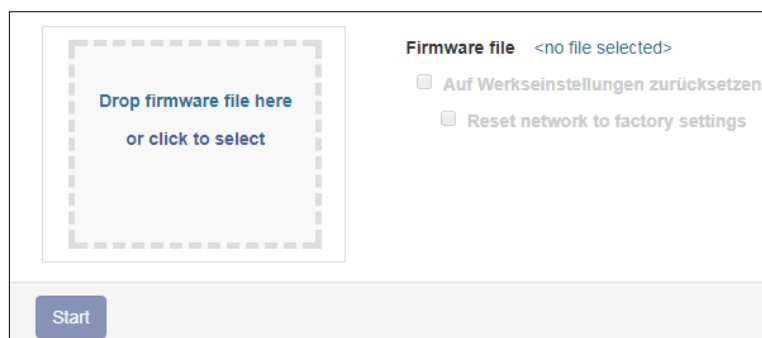 Drop firmware file here
or click to select
Firmware file <no file selected>
Auf Werkseinstellungen zurücksetzen
Reset network to factory settings
Start